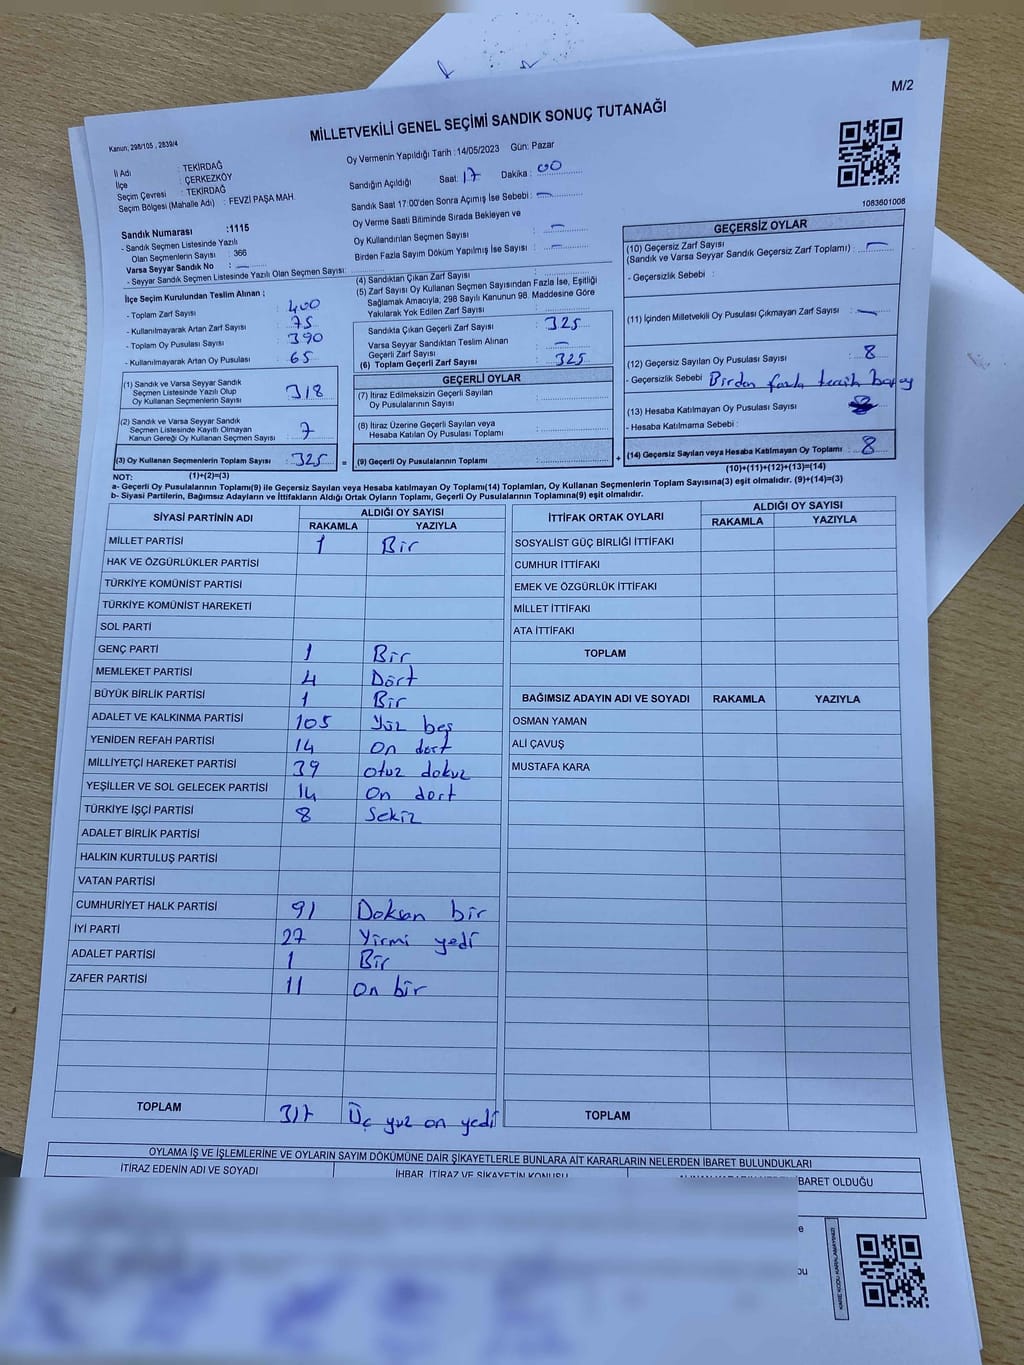 M/2
MİLLETVEKİLİ GENEL SEÇİMİ SANDIK SONUÇ TUTANAĞI
Kanun, 298/105 , 2839/4
İl Adı : TEKİRDAĞ
İlçe : ÇERKEZKÖY
Seçim Çevresi : TEKİRDAĞ
Seçim Bölgesi (Mahalle Adı) : FEVZİ PAŞA MAH.
Sandık Numarası :1115
- Sandık Seçmen Listesinde Yazılı
Olan Seçmenlerin Sayısı : 366
Varsa Seyyar Sandık No : —
- Seyyar Sandık Seçmen Listesinde Yazılı Olan Seçmen Sayısı:
İlçe Seçim Kurulundan Teslim Alınan ;
- Toplam Zarf Sayısı : 400
- Kullanılmayarak Artan Zarf Sayısı : 75
- Toplam Oy Pusulası Sayısı : 390
- Kullanılmayarak Artan Oy Pusulası : 65
(1) Sandık ve Varsa Seyyar Sandık
Seçmen Listesinde Yazılı Olup
Oy Kullanan Seçmenlerin Sayısı : 318
(2) Sandık ve Varsa Seyyar Sandık
Seçmen Listesinde Kayıtlı Olmayan
Kanun Gereği Oy Kullanan Seçmen Sayısı : 7
(3) Oy Kullanan Seçmenlerin Toplam Sayısı : 325 =
(1)+(2)=(3)
Oy Vermenin Yapıldığı Tarih :14/05/2023 Gün: Pazar
Sandığın Açıldığı Saat: 17 Dakika : 00
Sandık Saat 17:00'den Sonra Açımış İse Sebebi : —
Oy Verme Saati Bitiminde Sırada Bekleyen ve
Oy Kullandırılan Seçmen Sayısı : —
Birden Fazla Sayım Döküm Yapılmış İse Sayısı : —
(4) Sandıktan Çıkan Zarf Sayısı :
(5) Zarf Sayısı Oy Kullanan Seçmen Sayısından Fazla İse, Eşitliği
Sağlamak Amacıyla; 298 Sayılı Kanunun 98. Maddesine Göre
Yakılarak Yok Edilen Zarf Sayısı :
Sandıkta Çıkan Geçerli Zarf Sayısı : 325
Varsa Seyyar Sandıktan Teslim Alınan
Geçerli Zarf Sayısı : —
(6) Toplam Geçerli Zarf Sayısı : 325
GEÇERLİ OYLAR
(7) İtiraz Edilmeksizin Geçerli Sayılan
Oy Pusulalarının Sayısı :
(8) İtiraz Üzerine Geçerli Sayılan veya
Hesaba Katılan Oy Pusulası Toplamı :
(9) Geçerli Oy Pusulalarının Toplamı : +
1083601008
GEÇERSİZ OYLAR
(10) Geçersiz Zarf Sayısı
(Sandık ve Varsa Seyyar Sandık Geçersiz Zarf Toplamı) : —
- Geçersizlik Sebebi :
(11) İçinden Milletvekili Oy Pusulası Çıkmayan Zarf Sayısı : —
(12) Geçersiz Sayılan Oy Pusulası Sayısı : 8
- Geçersizlik Sebebi : Birden fazla tercih
(13) Hesaba Katılmayan Oy Pusulası Sayısı :
- Hesaba Katılmama Sebebi :
(14) Geçersiz Sayılan veya Hesaba Katılmayan Oy Toplamı : 8
(10)+(11)+(12)+(13)=(14)
NOT:
a- Geçerli Oy Pusulalarının Toplamı(9) ile Geçersiz Sayılan veya Hesaba katılmayan Oy Toplamı(14) Toplamları, Oy Kullanan Seçmenlerin Toplam Sayısına(3) eşit olmalıdır. (9)+(14)=(3)
b- Siyasi Partilerin, Bağımsız Adayların ve İttifakların Aldığı Ortak Oyların Toplamı, Geçerli Oy Pusulalarının Toplamına(9) eşit olmalıdır.
SİYASİ PARTİNİN ADI ALDIĞI OY SAYISI
RAKAMLA YAZIYLA
MİLLET PARTİSİ 1 Bir
HAK VE ÖZGÜRLÜKLER PARTİSİ
TÜRKİYE KOMÜNİST PARTİSİ
TÜRKİYE KOMÜNİST HAREKETİ
SOL PARTİ
GENÇ PARTİ 1 Bir
MEMLEKET PARTİSİ 4 Dört
BÜYÜK BİRLİK PARTİSİ 1 Bir
ADALET VE KALKINMA PARTİSİ 105 Yüz beş
YENİDEN REFAH PARTİSİ 14 On dort
MİLLİYETÇİ HAREKET PARTİSİ 39 otuz dokuz
YEŞİLLER VE SOL GELECEK PARTİSİ 14 On dort
TÜRKİYE İŞÇİ PARTİSİ 8 Sekiz
ADALET BİRLİK PARTİSİ
HALKIN KURTULUŞ PARTİSİ
VATAN PARTİSİ
CUMHURİYET HALK PARTİSİ 91 Doksan bir
İYİ PARTİ 27 Yirmi yedi
ADALET PARTİSİ 1 Bir
ZAFER PARTİSİ 11 On bir
TOPLAM 317 Üç yuz on yedi
İTTİFAK ORTAK OYLARI ALDIĞI OY SAYISI
RAKAMLA YAZIYLA
SOSYALİST GÜÇ BİRLİĞİ İTTİFAKI
CUMHUR İTTİFAKI
EMEK VE ÖZGÜRLÜK İTTİFAKI
MİLLET İTTİFAKI
ATA İTTİFAKI
TOPLAM
BAĞIMSIZ ADAYIN ADI VE SOYADI RAKAMLA YAZIYLA
OSMAN YAMAN
ALİ ÇAVUŞ
MUSTAFA KARA
TOPLAM
OYLAMA İŞ VE İŞLEMLERİNE VE OYLARIN SAYIM DÖKÜMÜNE DAİR ŞİKAYETLERLE BUNLARA AİT KARARLARIN NELERDEN İBARET BULUNDUKLARI
İTİRAZ EDENİN ADI VE SOYADI İHBAR, İTİRAZ VE ŞİKAYETİN KONUSU İBARET OLDUĞU
KARE KODU KARALAMAYINIZ!